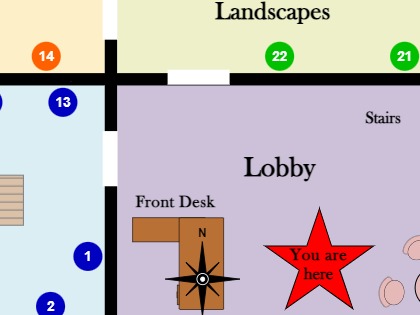 Landscapes
14
22
21
13
Stairs
Lobby
Front Desk
N
You are
here
1
2